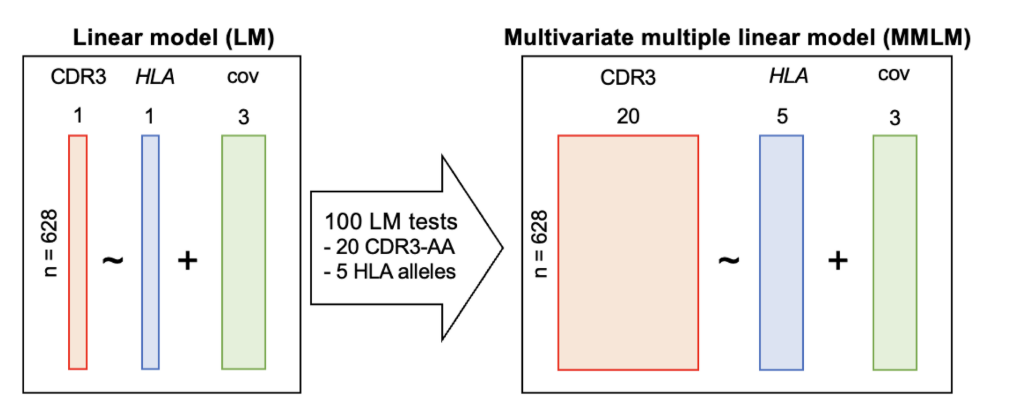 Linear model (LM)
CDR3 HLA cov
1 1 3
n = 628
~ +
100 LM tests
- 20 CDR3-AA
- 5 HLA alleles
Multivariate multiple linear model (MMLM)
CDR3 HLA cov
20 5 3
n = 628
~ +